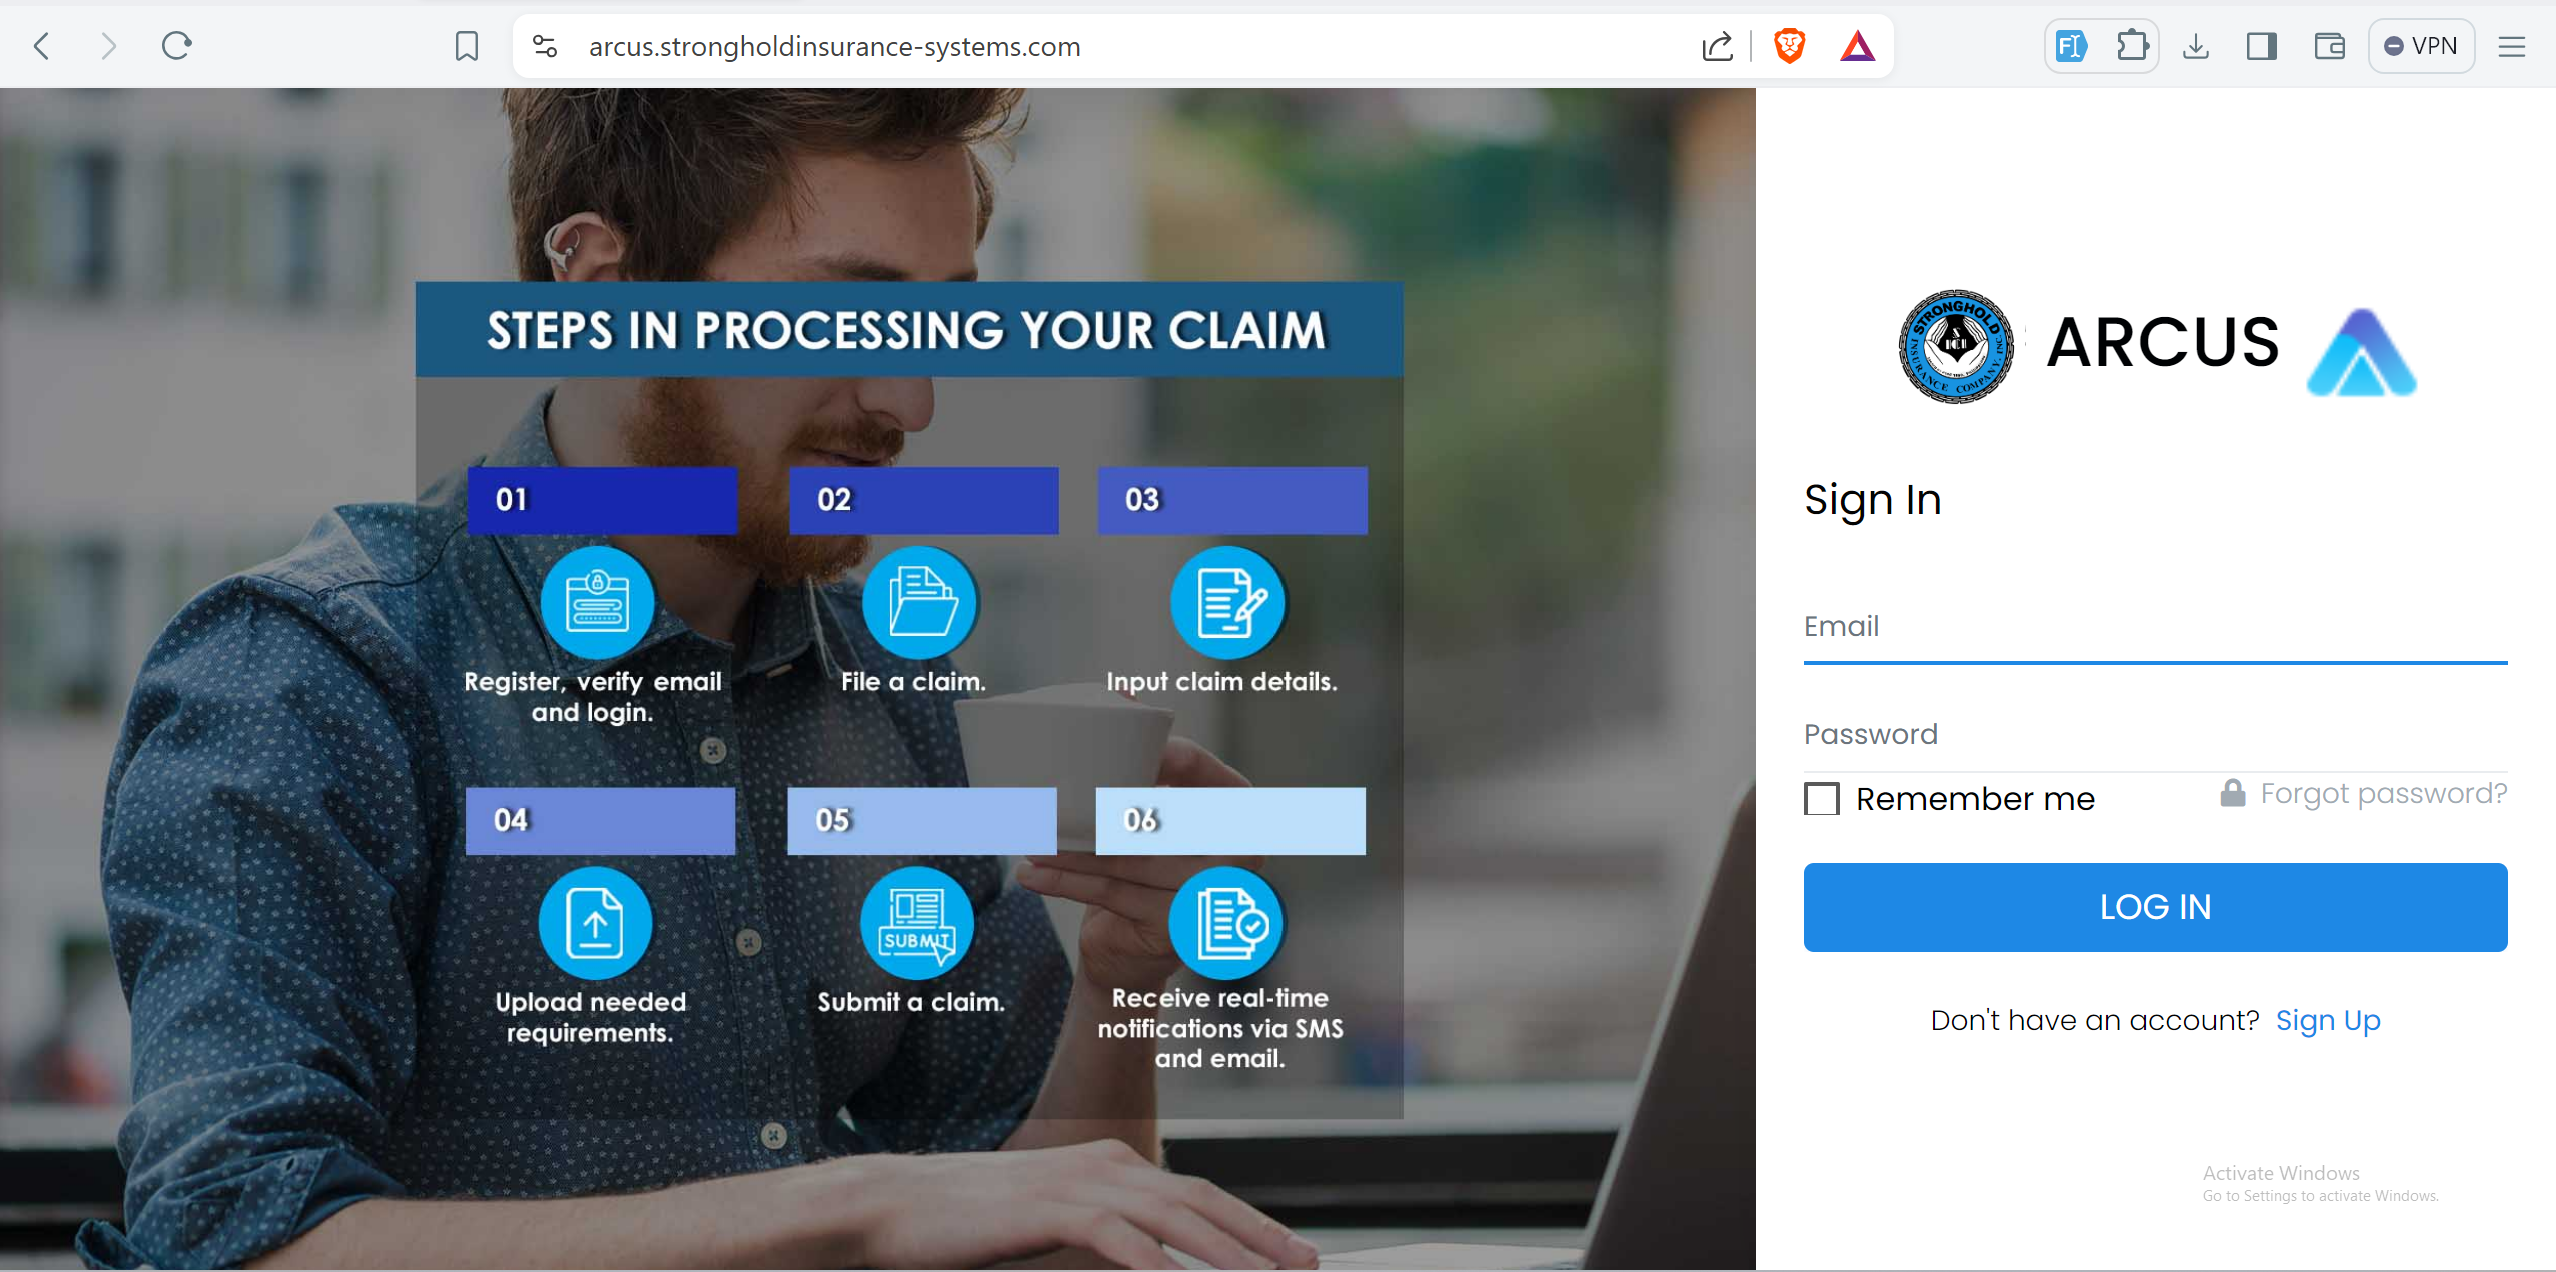 arcus.strongholdinsurance-systems.com
VPN
STEPS IN PROCESSING YOUR CLAIM
01
02
03
Register, verify email
and login.
File a claim.
Input claim details.
04
05
06
SUBMIT
Upload needed
requirements.
Submit a claim.
Receive real-time
notifications via SMS
and email.
STRONGHOLD
INSURANCE COMPANY, INC.
ARCUS
Sign In
Email
Password
Remember me
Forgot password?
LOG IN
Don't have an account? Sign Up
Activate Windows
Go to Settings to activate Windows.